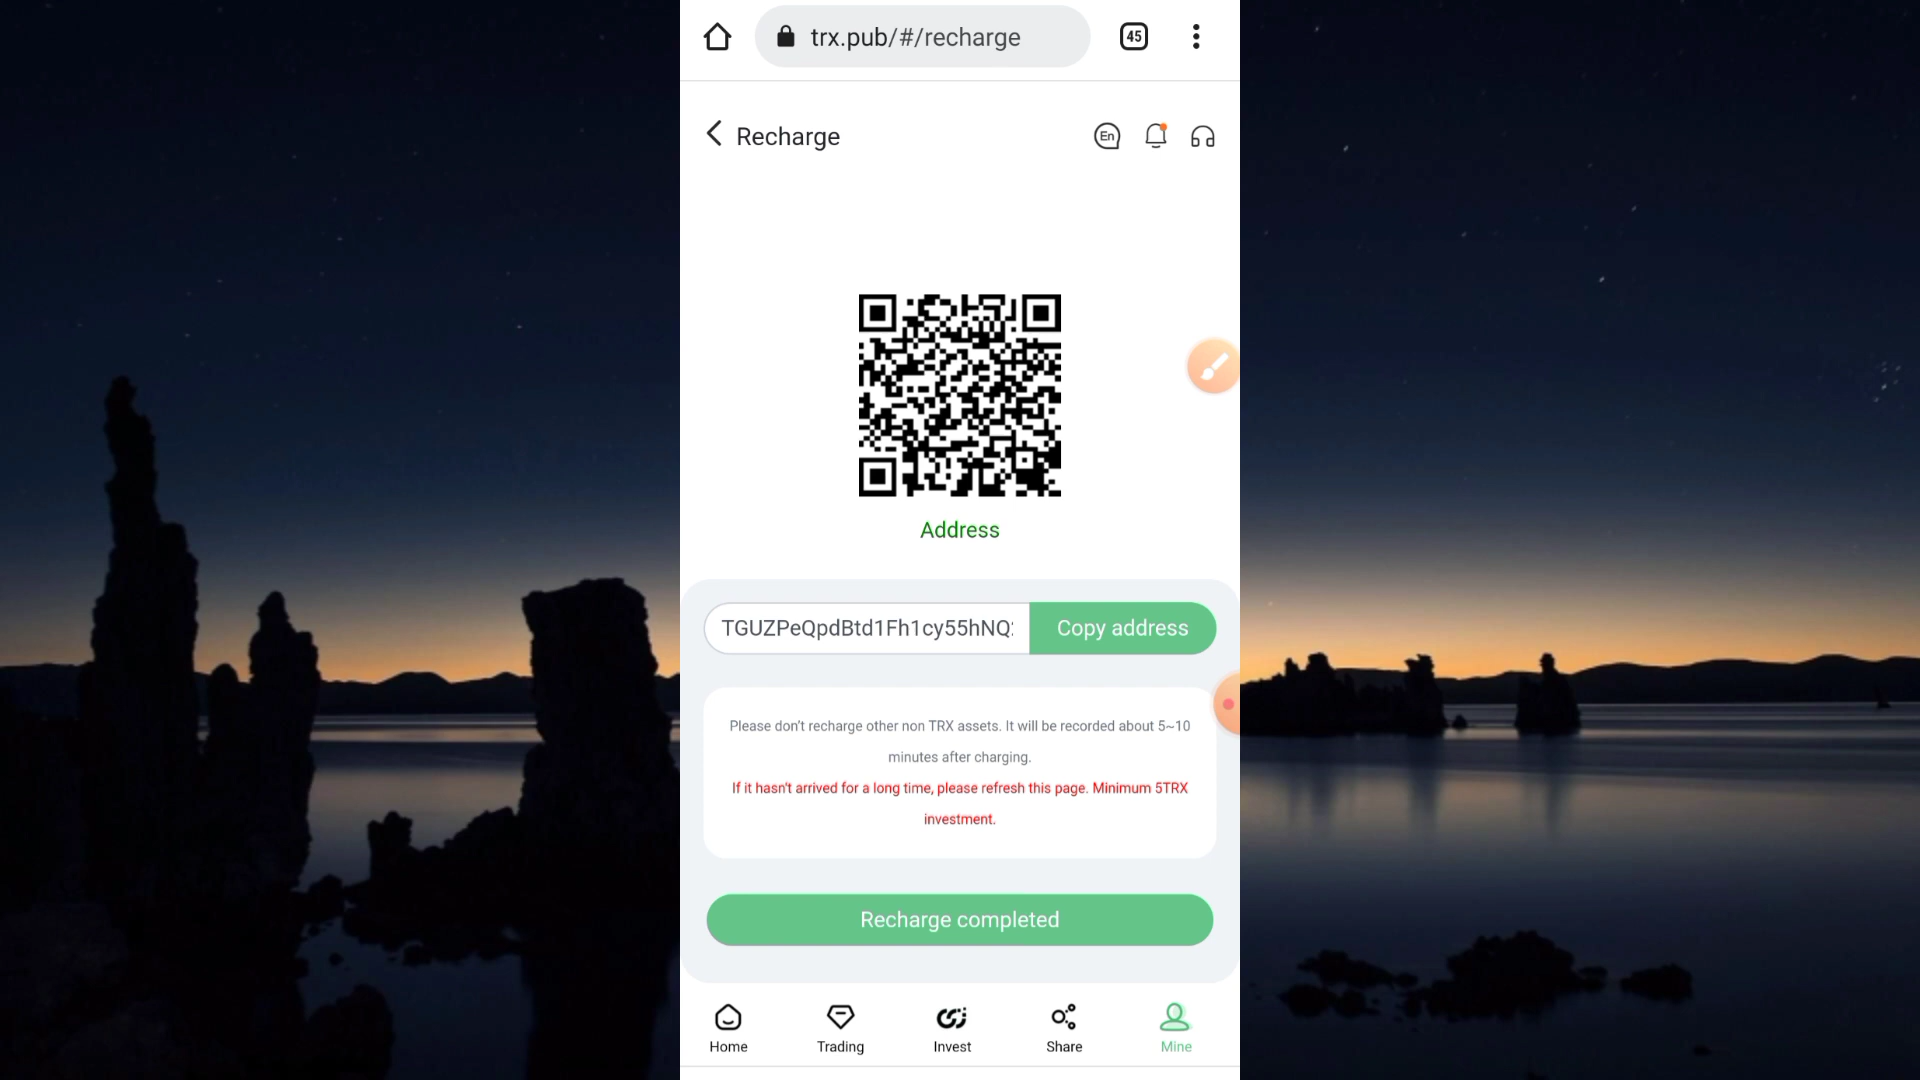 trx.pub/#/recharge
45
Recharge
En
Address
TGUZPeQpdBtd1Fh1cy55hNQ
Copy address
Please don't recharge other non TRX assets. It will be recorded about 5~10
minutes after charging.
If it hasn't arrived for a long time, please refresh this page. Minimum 5TRX
investment.
Recharge completed
Home
Trading
Invest
Share
Mine